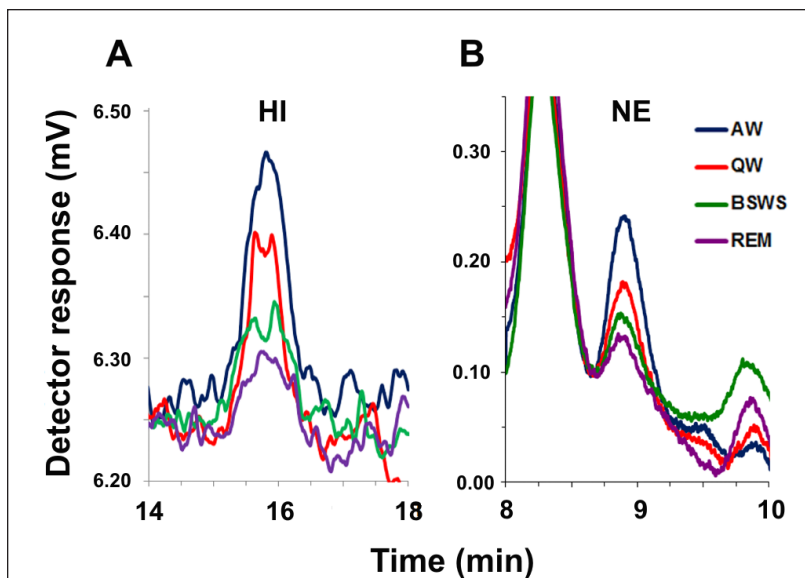 A
HI
Detector response (mV)
6.50
6.40
6.30
6.20
14 16 18
B
NE
0.30
0.20
0.10
0.00
8 9 10
AW
QW
BSWS
REM
Time (min)